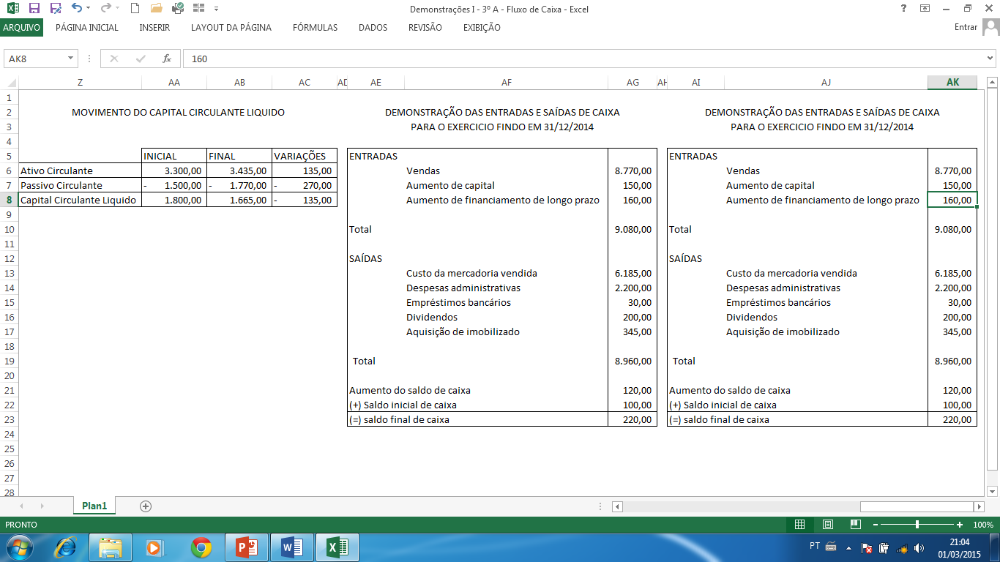 Demonstrações I - 3º A - Fluxo de Caixa - Excel
ARQUIVO PÁGINA INICIAL INSERIR LAYOUT DA PÁGINA FÓRMULAS DADOS REVISÃO EXIBIÇÃO Entrar
AK8 fx 160
Z AA AB AC AD AE AF AG AH AI AJ AK
1
2 MOVIMENTO DO CAPITAL CIRCULANTE LIQUIDO DEMONSTRAÇÃO DAS ENTRADAS E SAÍDAS DE CAIXA DEMONSTRAÇÃO DAS ENTRADAS E SAÍDAS DE CAIXA
3 PARA O EXERCICIO FINDO EM 31/12/2014 PARA O EXERCICIO FINDO EM 31/12/2014
4
5 INICIAL FINAL VARIAÇÕES ENTRADAS ENTRADAS
6 Ativo Circulante 3.300,00 3.435,00 135,00 Vendas 8.770,00 Vendas 8.770,00
7 Passivo Circulante - 1.500,00 - 1.770,00 - 270,00 Aumento de capital 150,00 Aumento de capital 150,00
8 Capital Circulante Liquido 1.800,00 1.665,00 - 135,00 Aumento de financiamento de longo prazo 160,00 Aumento de financiamento de longo prazo 160,00
9
10 Total 9.080,00 Total 9.080,00
11
12 SAÍDAS SAÍDAS
13 Custo da mercadoria vendida 6.185,00 Custo da mercadoria vendida 6.185,00
14 Despesas administrativas 2.200,00 Despesas administrativas 2.200,00
15 Empréstimos bancários 30,00 Empréstimos bancários 30,00
16 Dividendos 200,00 Dividendos 200,00
17 Aquisição de imobilizado 345,00 Aquisição de imobilizado 345,00
18
19 Total 8.960,00 Total 8.960,00
20
21 Aumento do saldo de caixa 120,00 Aumento do saldo de caixa 120,00
22 (+) Saldo inicial de caixa 100,00 (+) Saldo inicial de caixa 100,00
23 (=) saldo final de caixa 220,00 (=) saldo final de caixa 220,00
24
25
26
27
28
Plan1
PRONTO 100%
PT 21:04
01/03/2015